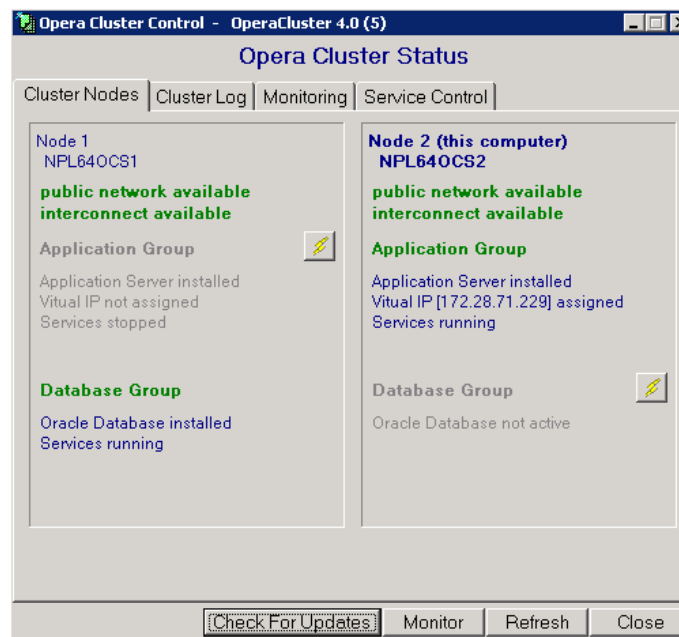 Opera Cluster Control - OperaCluster 4.0 (5)
Opera Cluster Status
Cluster Nodes
Cluster Log
Monitoring
Service Control
Node 1
NPL64OCS1
public network available
interconnect available
Application Group
Application Server installed
Vitual IP not assigned
Services stopped
Database Group
Oracle Database installed
Services running
Node 2 (this computer)
NPL64OCS2
public network available
interconnect available
Application Group
Application Server installed
Vitual IP [172.28.71.229] assigned
Services running
Database Group
Oracle Database not active
Check For Updates
Monitor
Refresh
Close